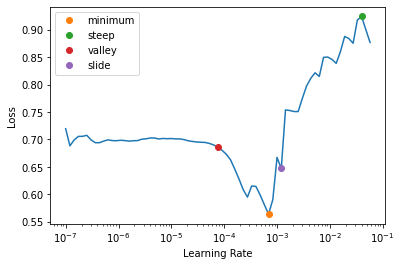 minimum
steep
valley
slide
Loss
0.90
0.85
0.80
0.75
0.70
0.65
0.60
0.55
10⁻⁷
10⁻⁶
10⁻⁵
10⁻⁴
10⁻³
10⁻²
10⁻¹
Learning Rate